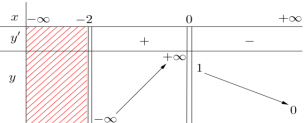 x −∞ −2 0 +∞
y′ + −
+∞
1
y
0
−∞